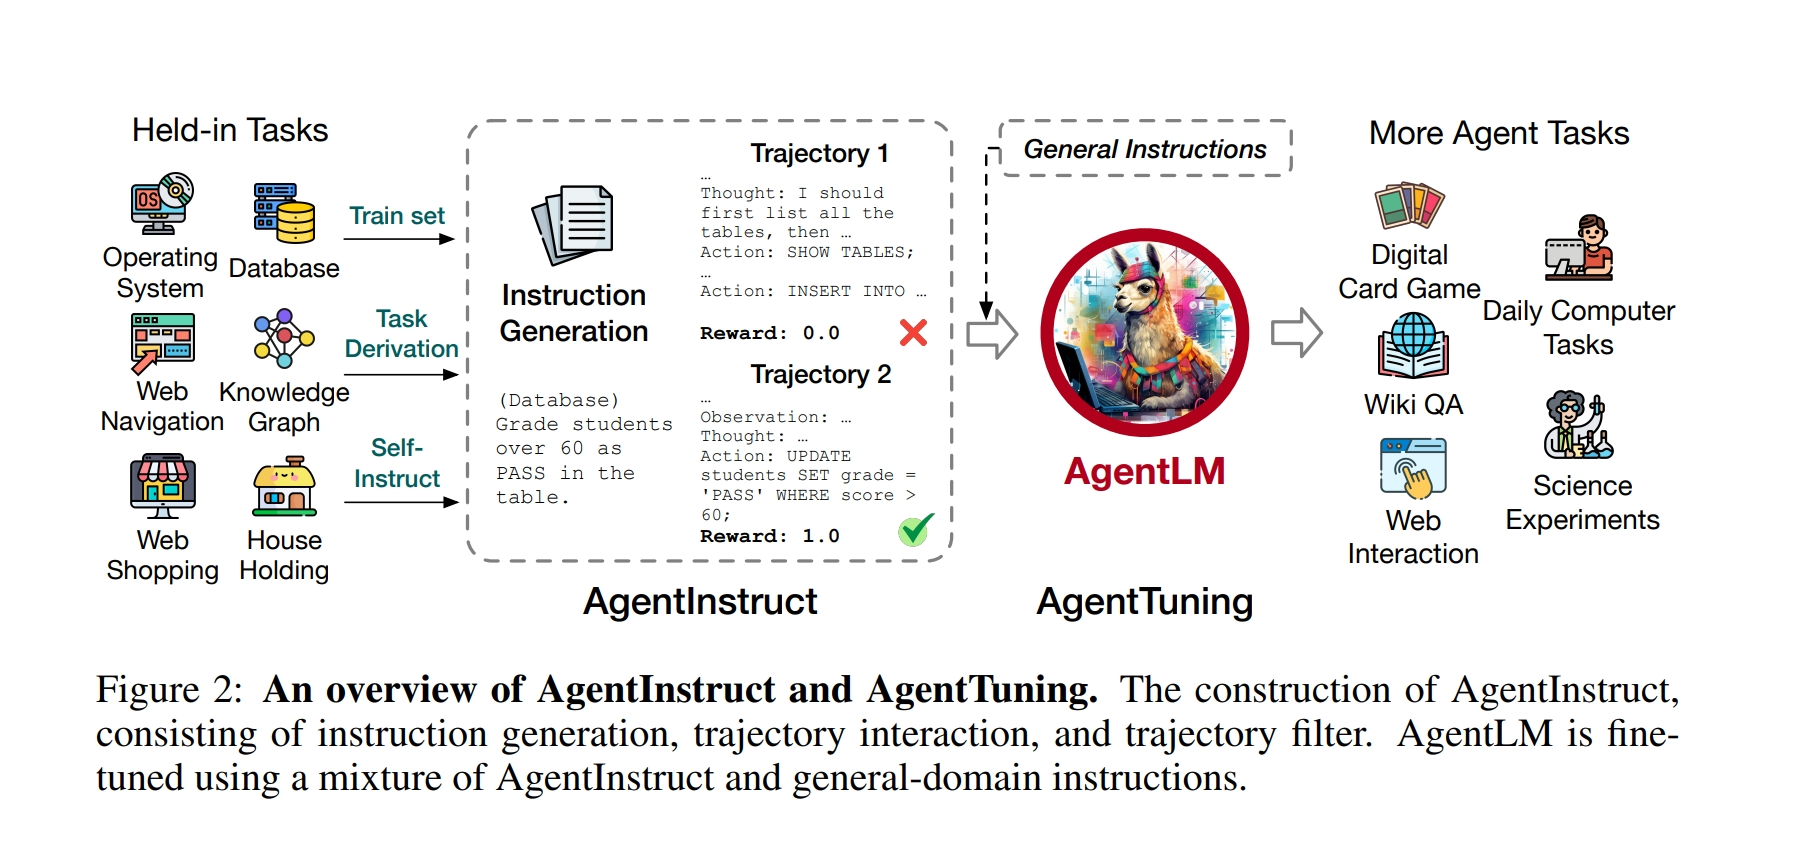 Held-in Tasks
OS
Operating
System
Database
Web
Navigation
Knowledge
Graph
Web
Shopping
House
Holding
Train set
Task
Derivation
Self-
Instruct
Instruction
Generation
(Database)
Grade students
over 60 as
PASS in the
table.
Trajectory 1
…
Thought: I should
first list all the
tables, then …
Action: SHOW TABLES;
…
Action: INSERT INTO …
Reward: 0.0
Trajectory 2
…
Observation: …
Thought: …
Action: UPDATE
students SET grade =
'PASS' WHERE score >
60;
Reward: 1.0
AgentInstruct
General Instructions
AgentLM
AgentTuning
More Agent Tasks
Digital
Card Game
Daily Computer
Tasks
Wiki QA
Web
Interaction
Science
Experiments
Figure 2: An overview of AgentInstruct and AgentTuning. The construction of AgentInstruct,
consisting of instruction generation, trajectory interaction, and trajectory filter. AgentLM is fine-
tuned using a mixture of AgentInstruct and general-domain instructions.